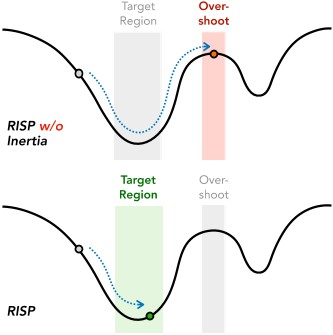 Target
Region
Over-
shoot
RISP w/o
Inertia
Target
Region
Over-
shoot
RISP